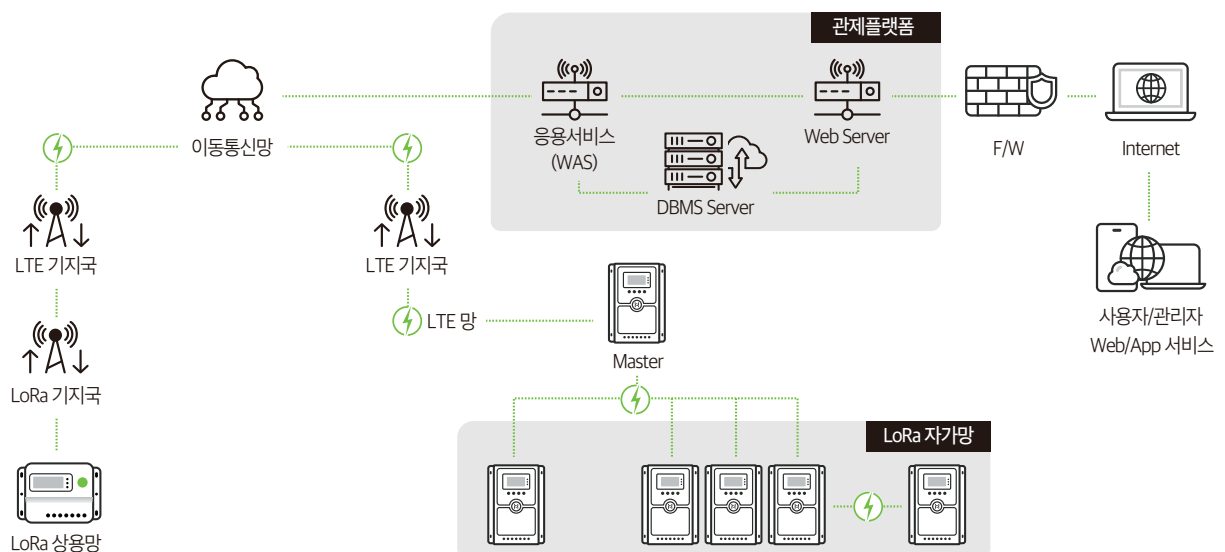 관제플랫폼
이동통신망
응용서비스
(WAS)
Web Server
DBMS Server
F/W
Internet
LTE 기지국
LTE 기지국
LTE 망
Master
사용자/관리자
Web/App 서비스
LoRa 기지국
LoRa 자가망
LoRa 상용망